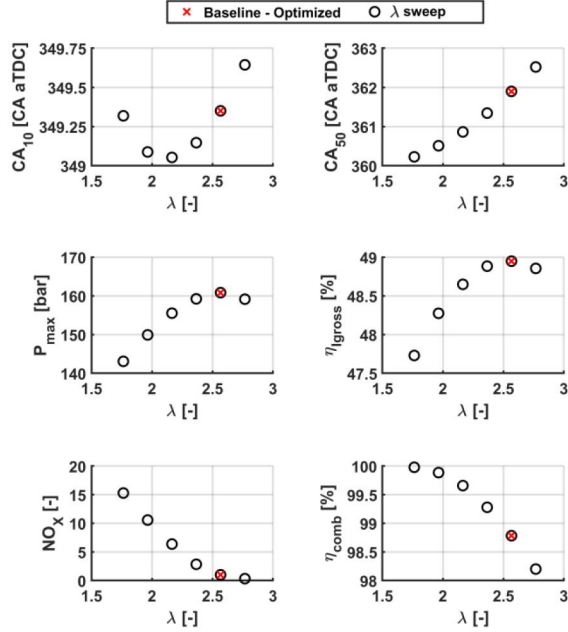 Baseline - Optimized λ sweep
CA10 [CA aTDC]
349.75
349.5
349.25
349
1.5 2 2.5 3
λ [-]
CA50 [CA aTDC]
363
362
361
360
1.5 2 2.5 3
λ [-]
Pmax [bar]
170
160
150
140
1.5 2 2.5 3
λ [-]
ηIgross [%]
49
48.5
48
47.5
1.5 2 2.5 3
λ [-]
NOX [-]
20
15
10
5
0
1.5 2 2.5 3
λ [-]
ηcomb [%]
100
99.5
99
98.5
98
1.5 2 2.5 3
λ [-]